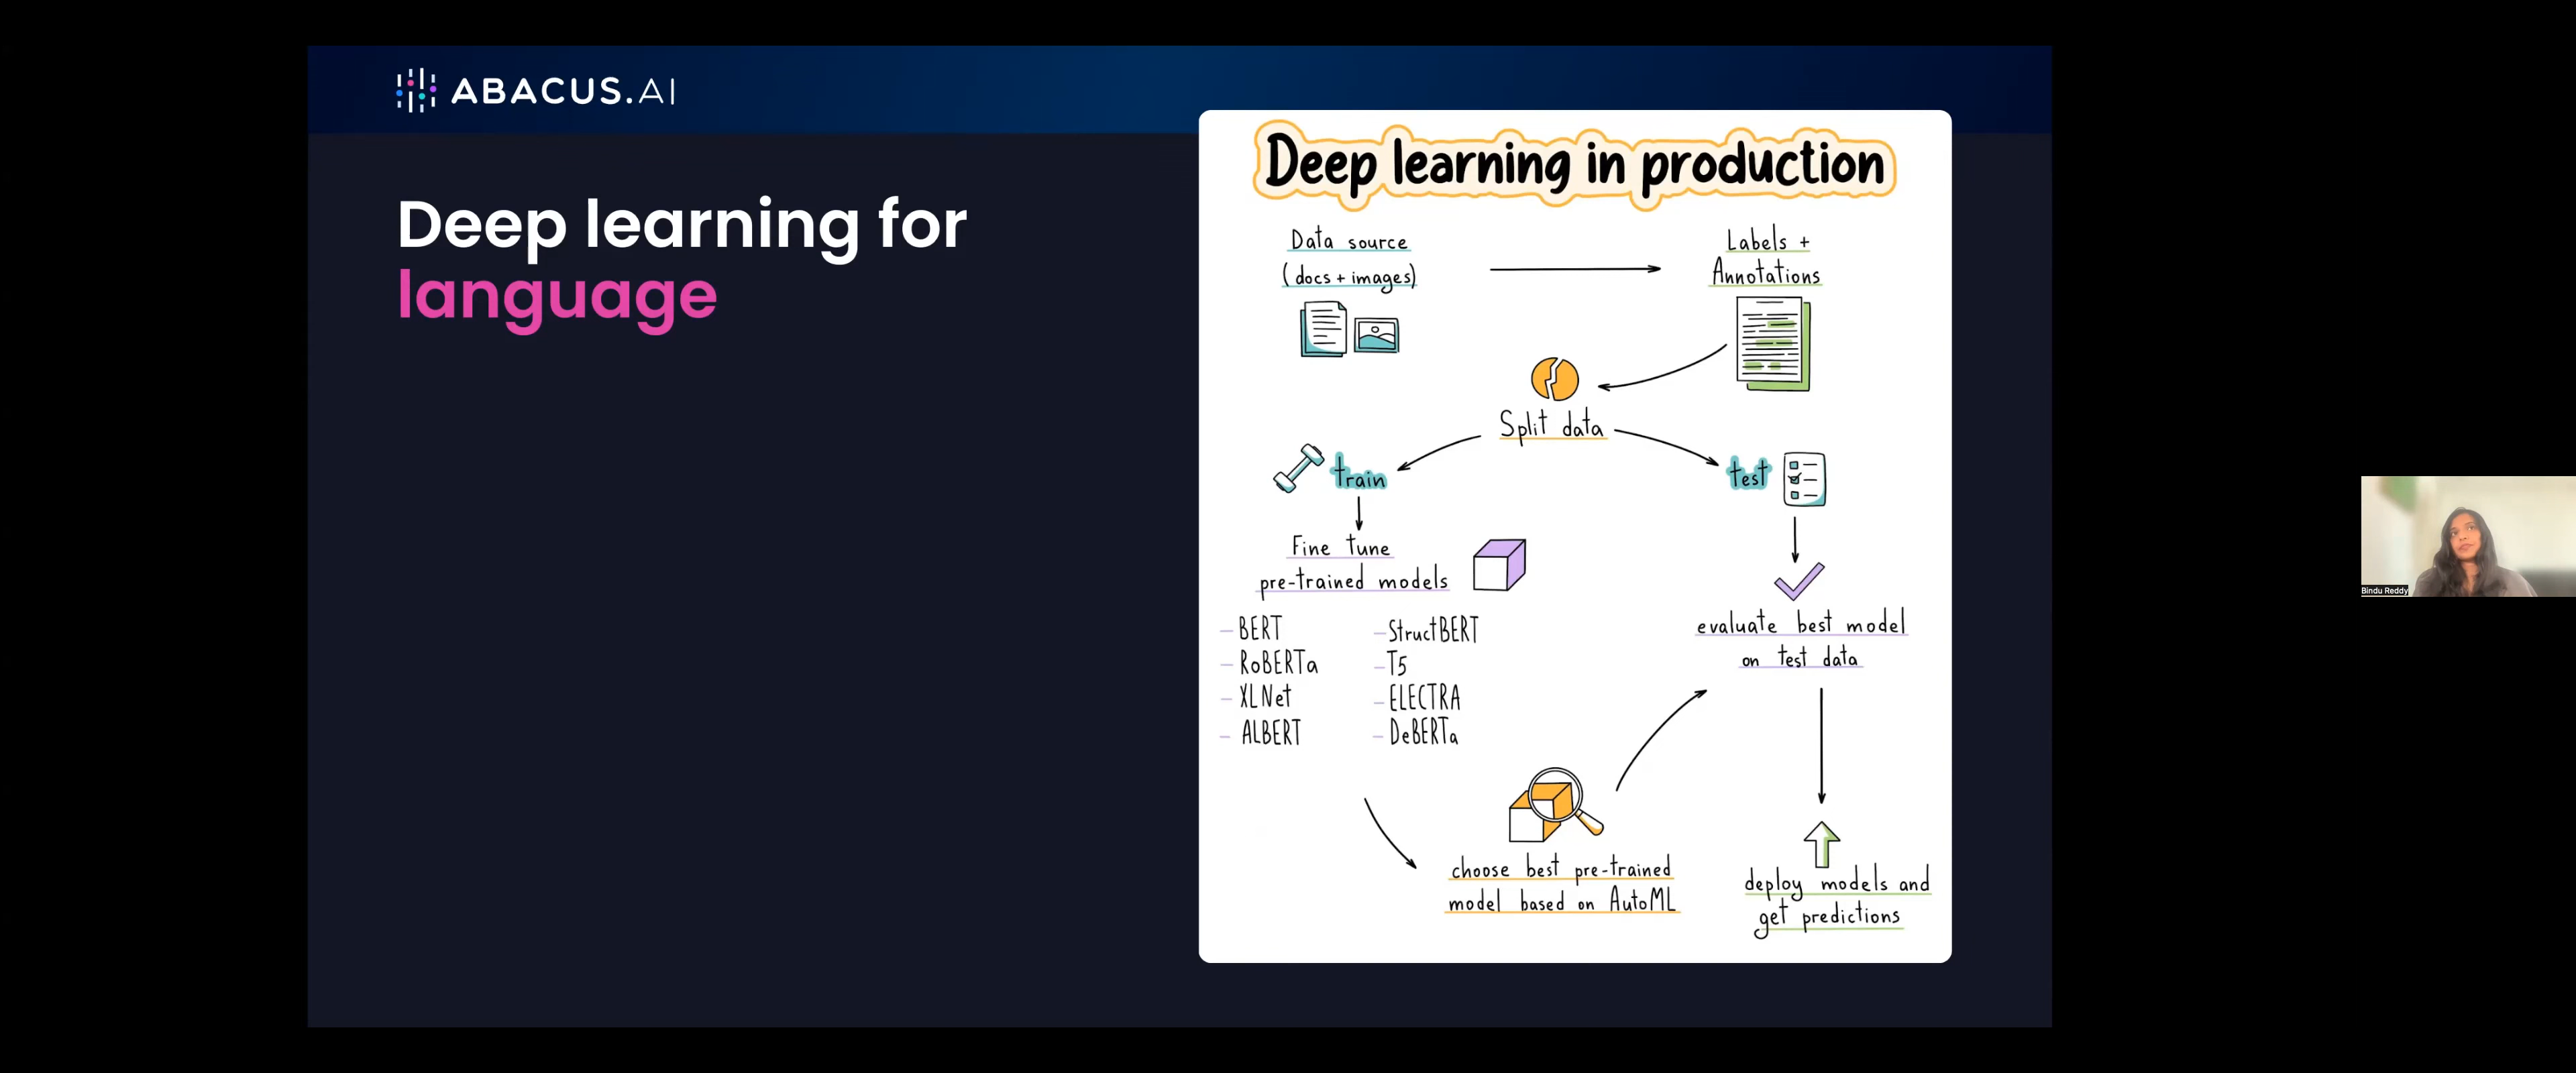 ABACUS.AI
Deep learning for
language
Deep learning in production
Data source
(docs + images)
Labels +
Annotations
Split data
train
test
Fine tune
pre-trained models
- BERT
- RoBERTa
- XLNet
- ALBERT
- StructBERT
- T5
- ELECTRA
- DeBERTa
evaluate best model
on test data
choose best pre-trained
model based on AutoML
deploy models and
get predictions
Bindu Reddy